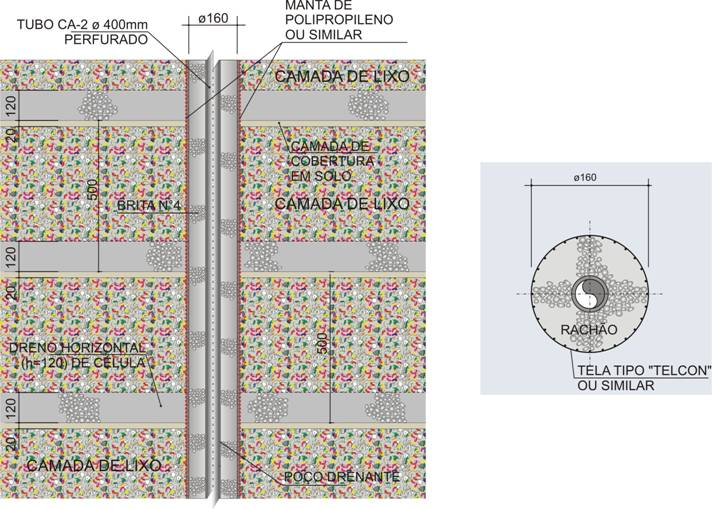 TUBO CA-2 ø 400mm
PERFURADO
ø160
MANTA DE
POLIPROPILENO
OU SIMILAR
CAMADA DE LIXO
120
20
CAMADA DE
COBERTURA
EM SOLO
500
BRITA N°4
CAMADA DE LIXO
120
20
DRENO HORIZONTAL
(h=120) DE CÉLULA
500
120
20
CAMADA DE LIXO
POÇO DRENANTE
ø160
RACHÃO
TELA TIPO "TELCON"
OU SIMILAR